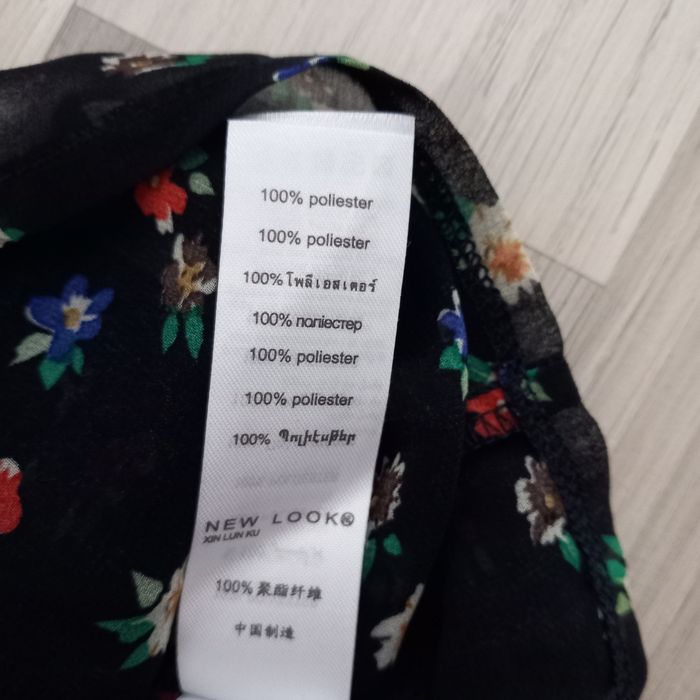 100% poliester
100% poliester
100% โพลีเอสเตอร์
100% поліестер
100% poliester
100% poliester
100% Պոլիէսթեր
NEW LOOK®
XIN LUN KU
100% 聚酯纤维
中国制造